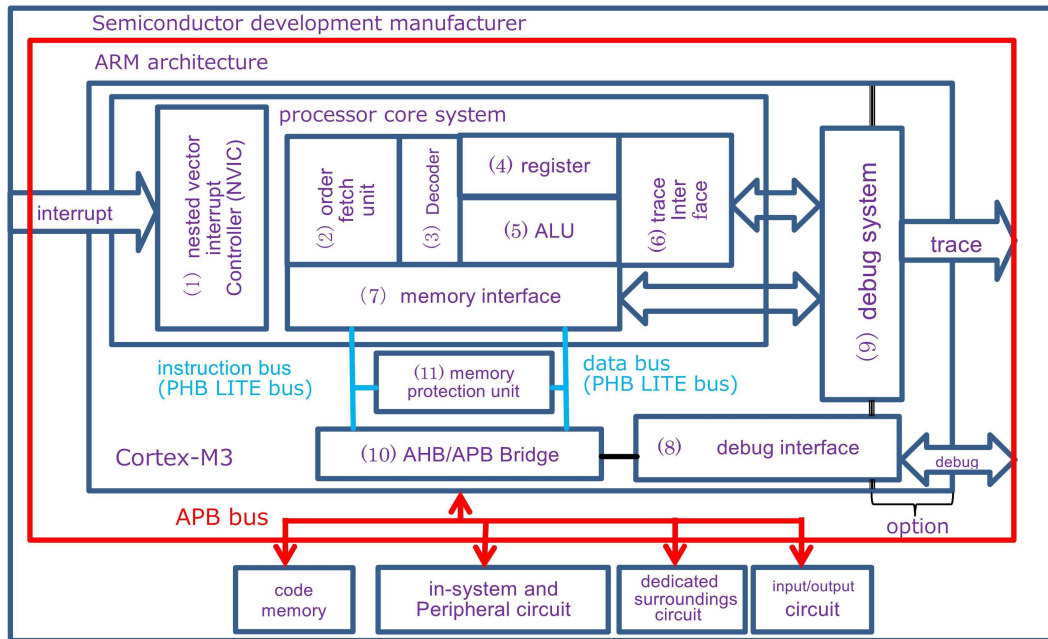 Semiconductor development manufacturer
ARM architecture
processor core system
interrupt
(1) nested vector
interrupt
Controller (NVIC)
(2) order
fetch
unit
(3) Decoder
(4) register
(5) ALU
(6) trace
Inter
face
(7) memory interface
(9) debug system
trace
instruction bus
(PHB LITE bus)
(11) memory
protection unit
data bus
(PHB LITE bus)
Cortex-M3
(10) AHB/APB Bridge
(8) debug interface
debug
APB bus
option
code
memory
in-system and
Peripheral circuit
dedicated
surroundings
circuit
input/output
circuit